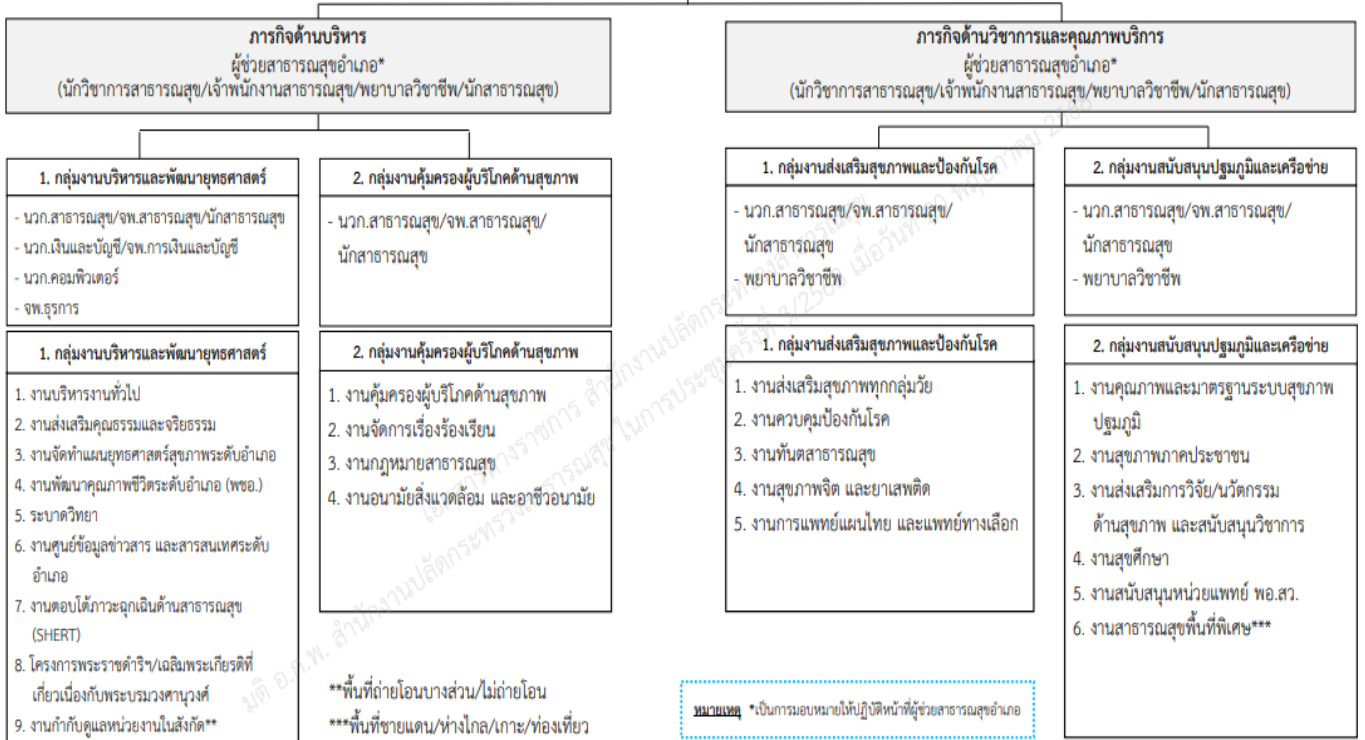 ภารกิจด้านบริหาร
ผู้ช่วยสาธารณสุขอำเภอ*
(นักวิชาการสาธารณสุข/เจ้าพนักงานสาธารณสุข/พยาบาลวิชาชีพ/นักสาธารณสุข)
ภารกิจด้านวิชาการและคุณภาพบริการ
ผู้ช่วยสาธารณสุขอำเภอ*
(นักวิชาการสาธารณสุข/เจ้าพนักงานสาธารณสุข/พยาบาลวิชาชีพ/นักสาธารณสุข)
1. กลุ่มงานบริหารและพัฒนายุทธศาสตร์
- นวก.สาธารณสุข/จพ.สาธารณสุข/นักสาธารณสุข
- นวก.เงินและบัญชี/จพ.การเงินและบัญชี
- นวก.คอมพิวเตอร์
- จพ.ธุรการ
2. กลุ่มงานคุ้มครองผู้บริโภคด้านสุขภาพ
- นวก.สาธารณสุข/จพ.สาธารณสุข/
นักสาธารณสุข
1. กลุ่มงานส่งเสริมสุขภาพและป้องกันโรค
- นวก.สาธารณสุข/จพ.สาธารณสุข/
นักสาธารณสุข
- พยาบาลวิชาชีพ
2. กลุ่มงานสนับสนุนปฐมภูมิและเครือข่าย
- นวก.สาธารณสุข/จพ.สาธารณสุข/
นักสาธารณสุข
- พยาบาลวิชาชีพ
1. กลุ่มงานบริหารและพัฒนายุทธศาสตร์
1. งานบริหารงานทั่วไป
2. งานส่งเสริมคุณธรรมและจริยธรรม
3. งานจัดทำแผนยุทธศาสตร์สุขภาพระดับอำเภอ
4. งานพัฒนาคุณภาพชีวิตระดับอำเภอ (พชอ.)
5. ระบาดวิทยา
6. งานศูนย์ข้อมูลข่าวสาร และสารสนเทศระดับ
อำเภอ
7. งานตอบโต้ภาวะฉุกเฉินด้านสาธารณสุข
(SHERT)
8. โครงการพระราชดำริฯ/เฉลิมพระเกียรติที่
เกี่ยวเนื่องกับพระบรมวงศานุวงศ์
9. งานกำกับดูแลหน่วยงานในสังกัด**
2. กลุ่มงานคุ้มครองผู้บริโภคด้านสุขภาพ
1. งานคุ้มครองผู้บริโภคด้านสุขภาพ
2. งานจัดการเรื่องร้องเรียน
3. งานกฎหมายสาธารณสุข
4. งานอนามัยสิ่งแวดล้อม และอาชีวอนามัย
1. กลุ่มงานส่งเสริมสุขภาพและป้องกันโรค
1. งานส่งเสริมสุขภาพทุกกลุ่มวัย
2. งานควบคุมป้องกันโรค
3. งานทันตสาธารณสุข
4. งานสุขภาพจิต และยาเสพติด
5. งานการแพทย์แผนไทย และแพทย์ทางเลือก
2. กลุ่มงานสนับสนุนปฐมภูมิและเครือข่าย
1. งานคุณภาพและมาตรฐานระบบสุขภาพ
ปฐมภูมิ
2. งานสุขภาพภาคประชาชน
3. งานส่งเสริมการวิจัย/นวัตกรรม
ด้านสุขภาพ และสนับสนุนวิชาการ
4. งานสุขศึกษา
5. งานสนับสนุนหน่วยแพทย์ พอ.สว.
6. งานสาธารณสุขพื้นที่พิเศษ***
**พื้นที่ถ่ายโอนบางส่วน/ไม่ถ่ายโอน
***พื้นที่ชายแดน/ห่างไกล/เกาะ/ท่องเที่ยว
หมายเหตุ *เป็นการมอบหมายให้ปฏิบัติหน้าที่ผู้ช่วยสาธารณสุขอำเภอ